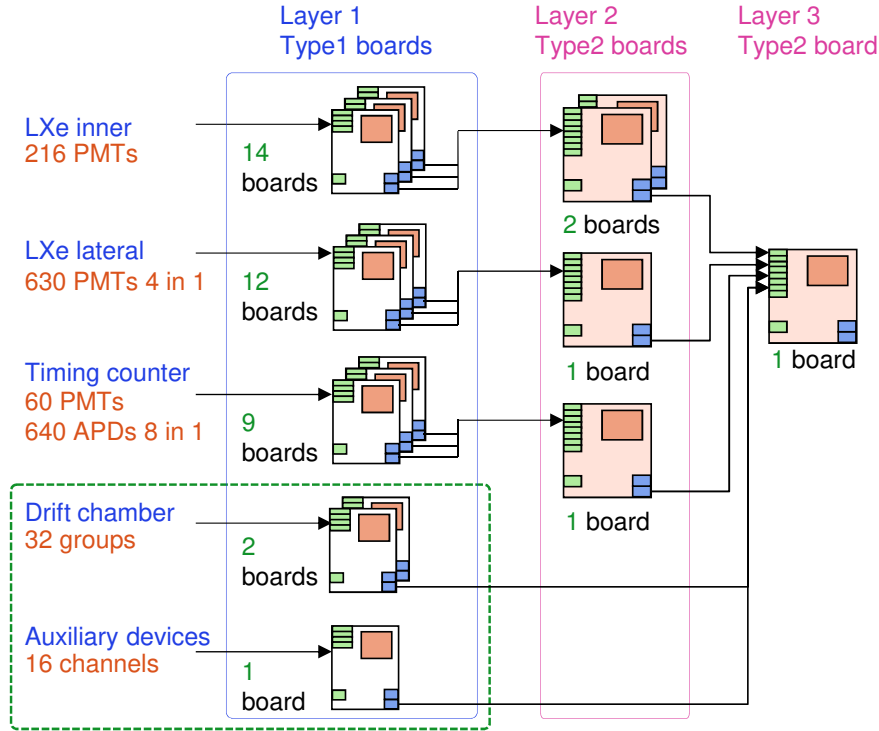 Layer 1
Type1 boards
Layer 2
Type2 boards
Layer 3
Type2 board
LXe inner
216 PMTs
14
boards
2 boards
LXe lateral
630 PMTs 4 in 1
12
boards
1 board
1 board
Timing counter
60 PMTs
640 APDs 8 in 1
9
boards
1 board
Drift chamber
32 groups
2
boards
Auxiliary devices
16 channels
1
board